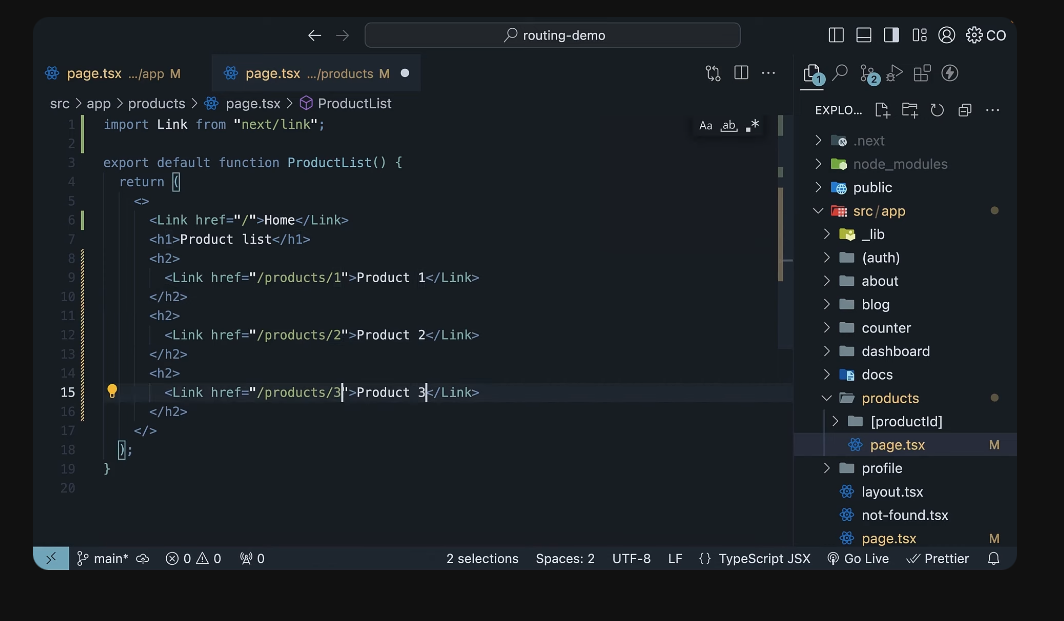 routing-demo
CO
page.tsx .../app M
page.tsx .../products M
src > app > products > page.tsx > ProductList
1 import Link from "next/link";
2
3 export default function ProductList() {
4 return (
5 <>
6 <Link href="/">Home</Link>
7 <h1>Product list</h1>
8 <h2>
9 <Link href="/products/1">Product 1</Link>
10 </h2>
11 <h2>
12 <Link href="/products/2">Product 2</Link>
13 </h2>
14 <h2>
15 <Link href="/products/3">Product 3</Link>
16 </h2>
17 </>
18 );
19 }
20
Aa ab .*
1
2
EXPLO...
.next
node_modules
public
src/app
_lib
(auth)
about
blog
counter
dashboard
docs
products
[productId]
page.tsx M
profile
layout.tsx
not-found.tsx
page.tsx M
main* 0 0 0 2 selections Spaces: 2 UTF-8 LF {} TypeScript JSX Go Live Prettier